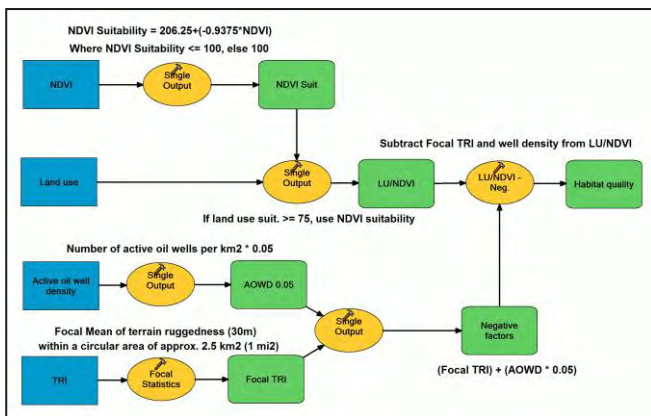 NDVI Suitability = 206.25+(-0.9375*NDVI)
Where NDVI Suitability <= 100, else 100
NDVI
Single
Output
NDVI Suit
Subtract Focal TRI and well density from LU/NDVI
Land use
Single
Output
LU/NDVI
LU/NDVI -
Neg.
Habitat quality
If land use suit. >= 75, use NDVI suitability
Number of active oil wells per km2 * 0.05
Active oil well
density
Single
Output
AOWD 0.05
Single
Output
Negative
factors
Focal Mean of terrain ruggedness (30m)
within a circular area of approx. 2.5 km2 (1 mi2)
TRI
Focal
Statistics
Focal TRI
(Focal TRI) + (AOWD * 0.05)